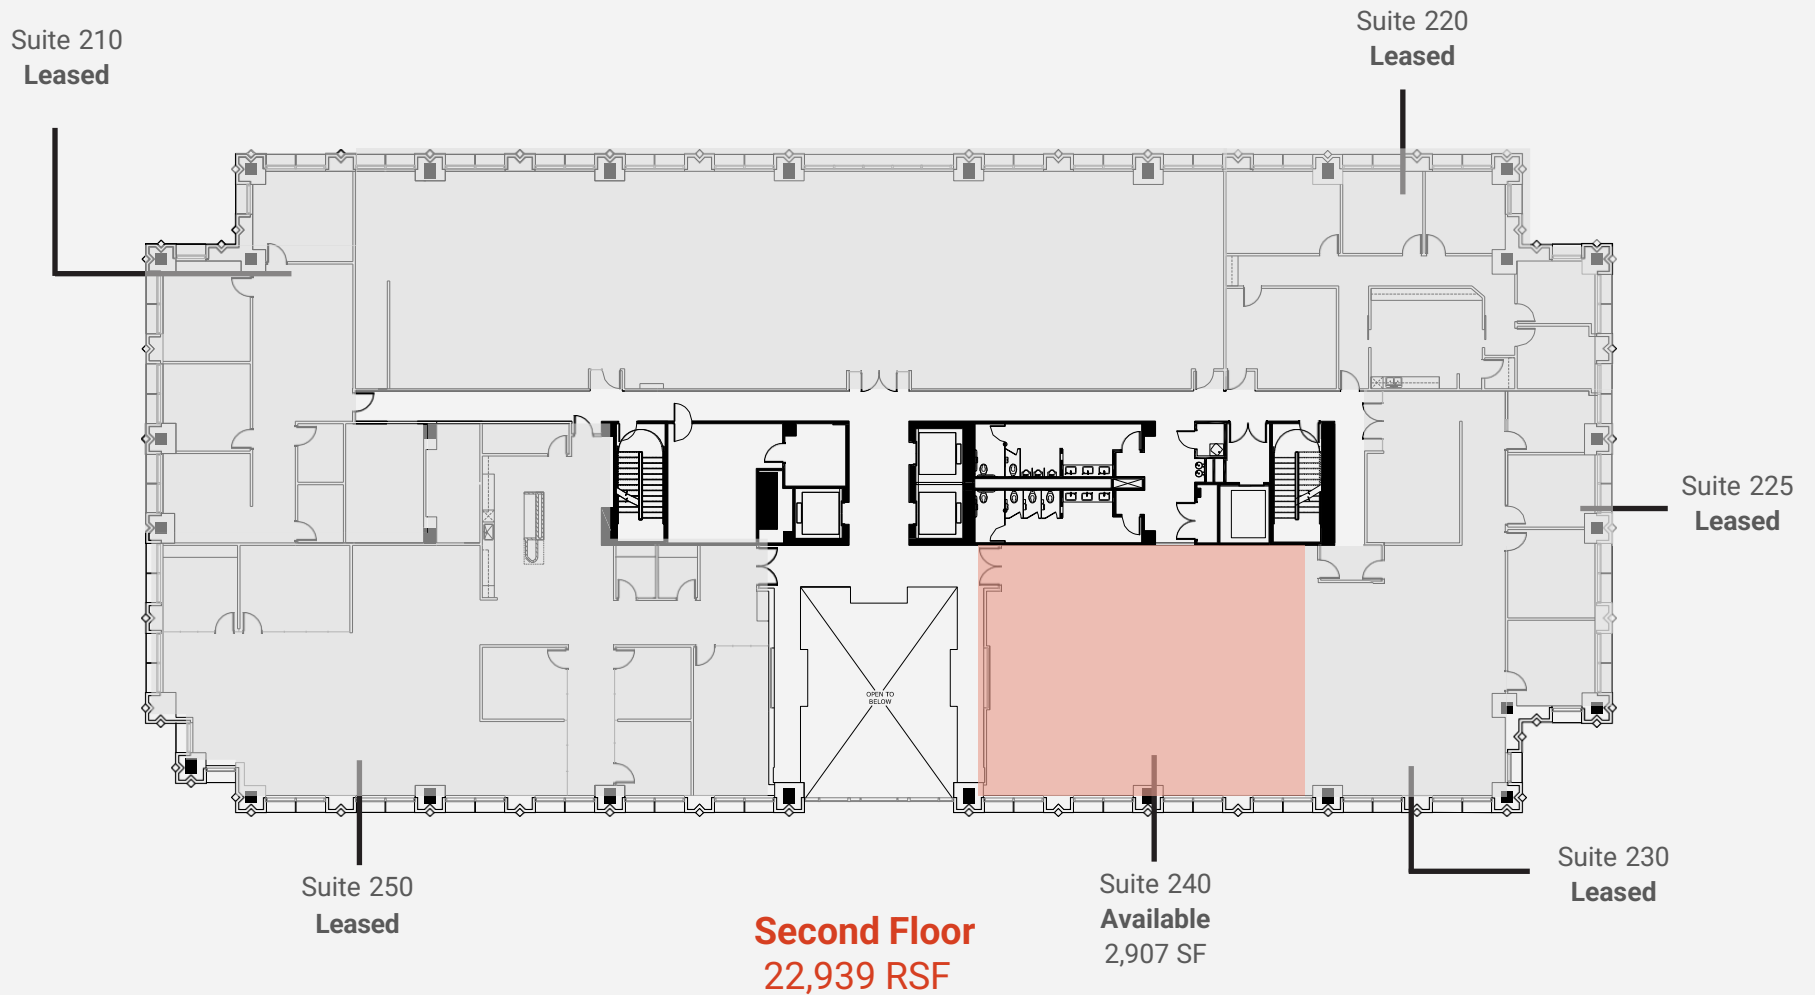 Suite 210
Leased
Suite 220
Leased
Suite 225
Leased
OPEN TO
BELOW
Suite 250
Leased
Suite 240
Available
2,907 SF
Suite 230
Leased
Second Floor
22,939 RSF